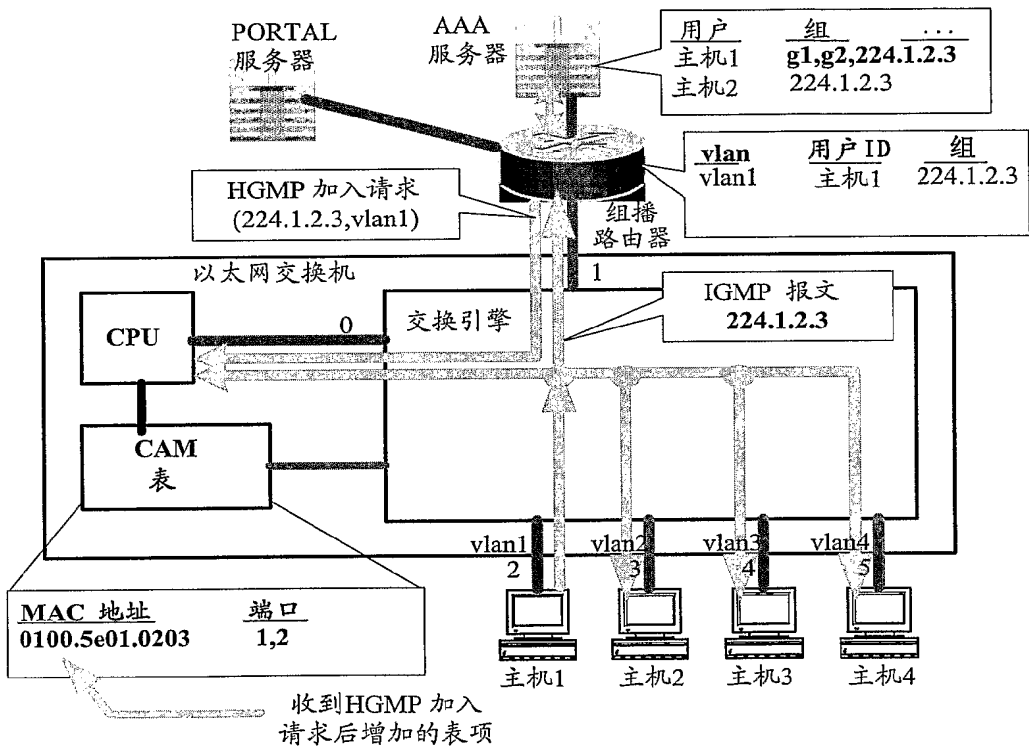 PORTAL
服务器
AAA
服务器
用户 组 ...
主机1 g1,g2,224.1.2.3
主机2 224.1.2.3
vlan 用户ID 组
vlan1 主机1 224.1.2.3
HGMP 加入请求
(224.1.2.3,vlan1)
组播
路由器
以太网交换机
1
CPU
0
交换引擎
IGMP 报文
224.1.2.3
CAM
表
vlan1 vlan2 vlan3 vlan4
2 3 4 5
MAC 地址 端口
0100.5e01.0203 1,2
主机1 主机2 主机3 主机4
收到HGMP 加入
请求后增加的表项